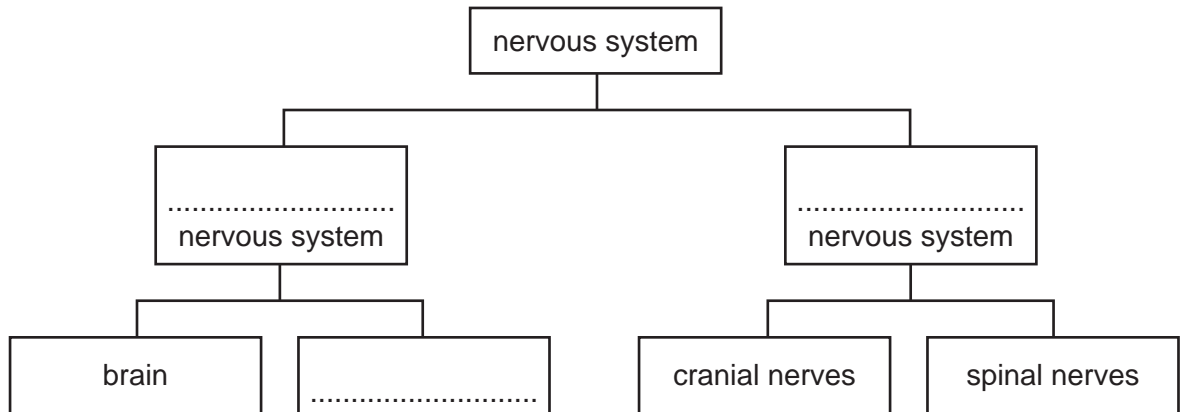 nervous system
............................
nervous system
............................
nervous system
brain
............................
cranial nerves
spinal nerves